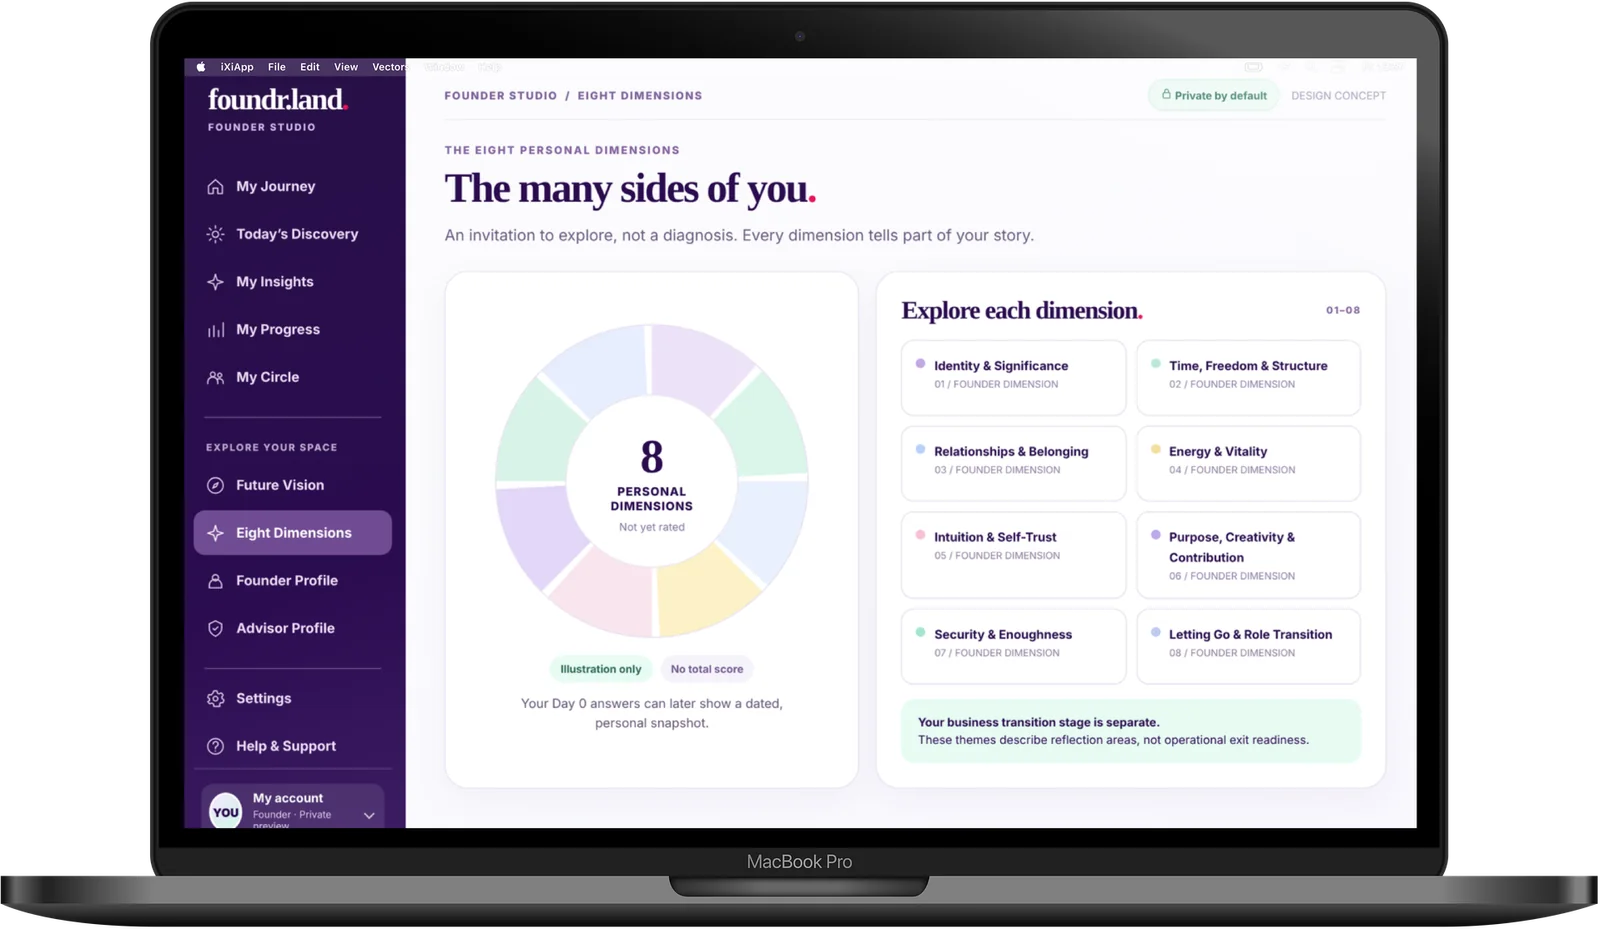 iXiApp File Edit View Vectors
foundr.land.
FOUNDER STUDIO
My Journey
Today's Discovery
My Insights
My Progress
My Circle
EXPLORE YOUR SPACE
Future Vision
Eight Dimensions
Founder Profile
Advisor Profile
Settings
Help & Support
YOU
My account
Founder · Private
preview
FOUNDER STUDIO / EIGHT DIMENSIONS
Private by default
DESIGN CONCEPT
THE EIGHT PERSONAL DIMENSIONS
The many sides of you.
An invitation to explore, not a diagnosis. Every dimension tells part of your story.
8
PERSONAL
DIMENSIONS
Not yet rated
Illustration only
No total score
Your Day 0 answers can later show a dated,
personal snapshot.
Explore each dimension.
01–08
Identity & Significance
01 / FOUNDER DIMENSION
Time, Freedom & Structure
02 / FOUNDER DIMENSION
Relationships & Belonging
03 / FOUNDER DIMENSION
Energy & Vitality
04 / FOUNDER DIMENSION
Intuition & Self-Trust
05 / FOUNDER DIMENSION
Purpose, Creativity &
Contribution
06 / FOUNDER DIMENSION
Security & Enoughness
07 / FOUNDER DIMENSION
Letting Go & Role Transition
08 / FOUNDER DIMENSION
Your business transition stage is separate.
These themes describe reflection areas, not operational exit readiness.
MacBook Pro